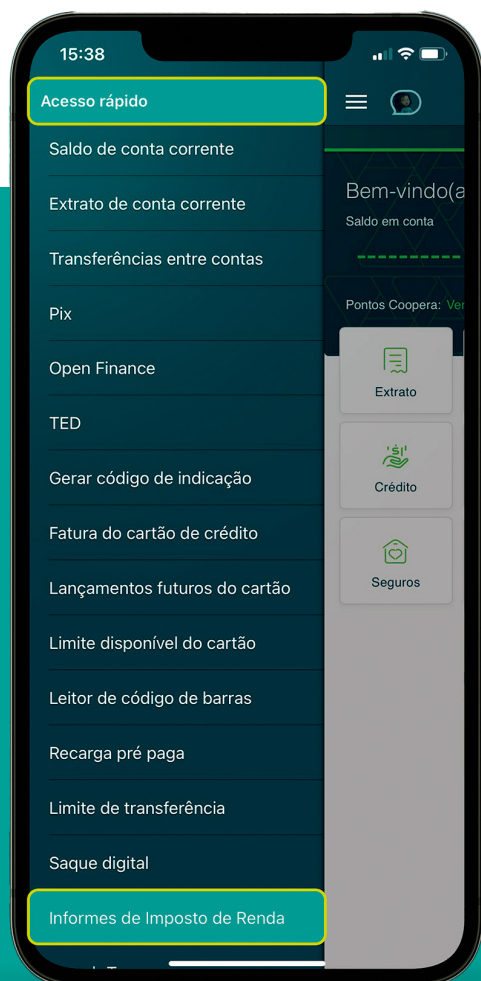 15:38
Acesso rápido
Saldo de conta corrente
Extrato de conta corrente
Transferências entre contas
Pix
Open Finance
TED
Gerar código de indicação
Fatura do cartão de crédito
Lançamentos futuros do cartão
Limite disponível do cartão
Leitor de código de barras
Recarga pré paga
Limite de transferência
Saque digital
Informes de Imposto de Renda
Bem-vindo(a
Saldo em conta
Pontos Coopera: Ver
Extrato
Crédito
Seguros